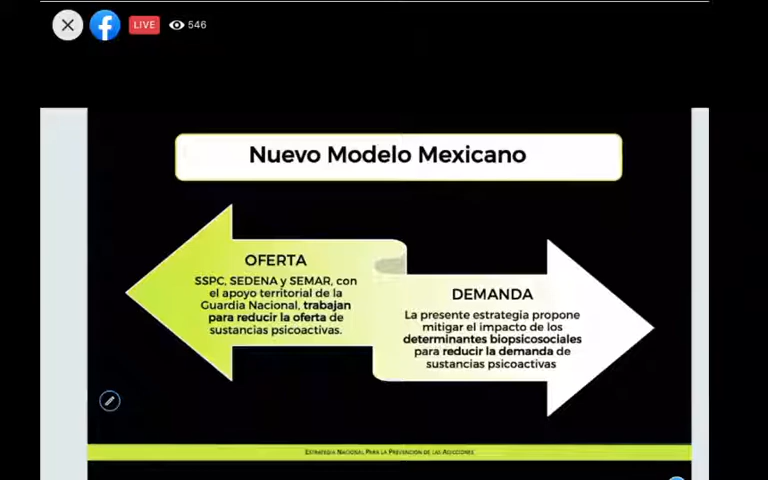 LIVE
546
Nuevo Modelo Mexicano
OFERTA
SSPC, SEDENA y SEMAR, con
el apoyo territorial de la
Guardia Nacional, trabajan
para reducir la oferta de
sustancias psicoactivas.
DEMANDA
La presente estrategia propone
mitigar el impacto de los
determinantes biopsicosociales
para reducir la demanda de
sustancias psicoactivas
ESTRATEGIA NACIONAL PARA LA PREVENCIÓN DE LAS ADICCIONES